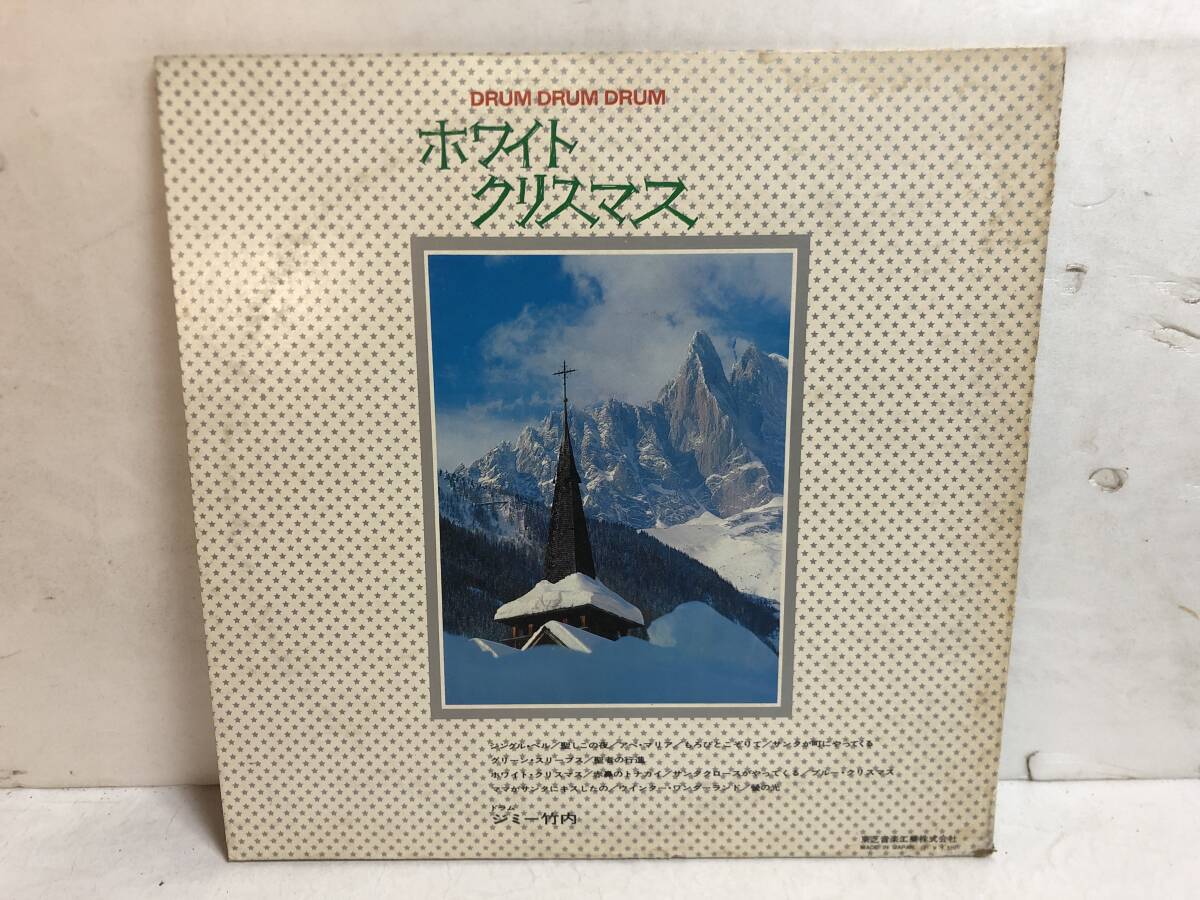 DRUM DRUM DRUM
ホワイト
クリスマス
ジングル・ベル／聖しこの夜／アベ・マリア／もろびとこぞりて／サンタが町にやってくる
グリーン・スリーブス／聖者の行進
ホワイト・クリスマス／赤鼻のトナカイ／サンタクロースがやってくる／ブルー・クリスマス
ママがサンタにキスしたの／ウインター・ワンダーランド／螢の光
ドラム
ジミー竹内
東芝音楽工業株式会社
MADE IN JAPAN